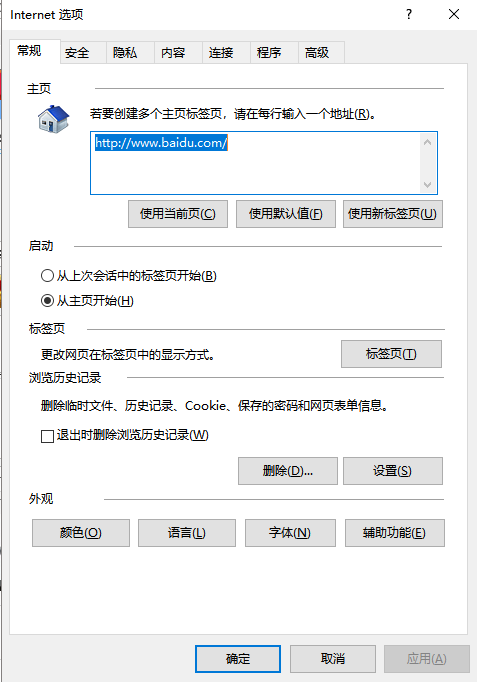 Internet 选项
?
常规 安全 隐私 内容 连接 程序 高级
主页
若要创建多个主页标签页，请在每行输入一个地址(R)。
http://www.baidu.com/
使用当前页(C) 使用默认值(F) 使用新标签页(U)
启动
从上次会话中的标签页开始(B)
从主页开始(H)
标签页
更改网页在标签页中的显示方式。 标签页(T)
浏览历史记录
删除临时文件、历史记录、Cookie、保存的密码和网页表单信息。
退出时删除浏览历史记录(W)
删除(D)... 设置(S)
外观
颜色(O) 语言(L) 字体(N) 辅助功能(E)
确定 取消 应用(A)